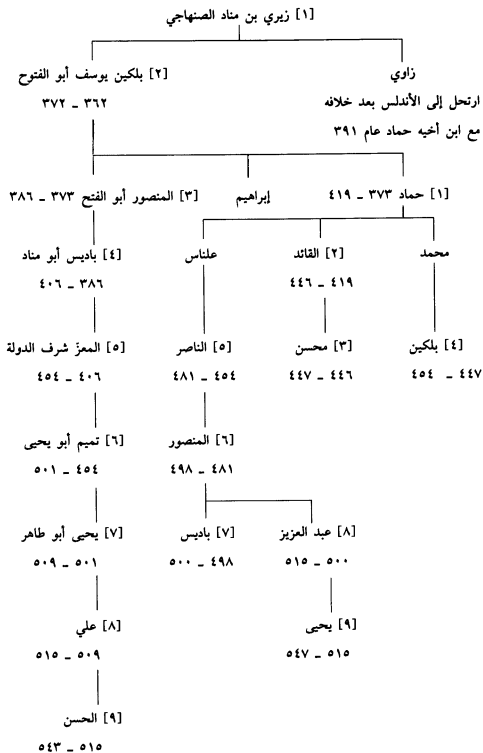 [١] زيري بن مناد الصنهاجي
زاوي
[٢] بلكين يوسف أبو الفتوح
ارتحل إلى الأندلس بعد خلافه
٣٦٢ – ٣٧٢
مع ابن أخيه حماد عام ٣٩١
[١] حماد ٣٧٣ – ٤١٩
إبراهيم
[٣] المنصور أبو الفتح ٣٧٣ – ٣٨٦
محمد
[٢] القائد
علناس
[٤] باديس أبو مناد
٤١٩ – ٤٤٦
٣٨٦ – ٤٠٦
[٤] بلكين
[٣] محسن
[٥] الناصر
[٥] المعزّ شرف الدولة
٤٤٧ – ٤٥٤
٤٤٦ – ٤٤٧
٤٥٤ – ٤٨١
٤٠٦ – ٤٥٤
[٦] المنصور
[٦] تميم أبو يحيى
٤٨١ – ٤٩٨
٤٥٤ – ٥٠١
[٨] عبد العزيز
[٧] باديس
[٧] يحيى أبو طاهر
٥٠٠ – ٥١٥
٤٩٨ – ٥٠٠
٥٠١ – ٥٠٩
[٩] يحيى
[٨] علي
٥١٥ – ٥٤٧
٥٠٩ – ٥١٥
[٩] الحسن
٥١٥ – ٥٤٣